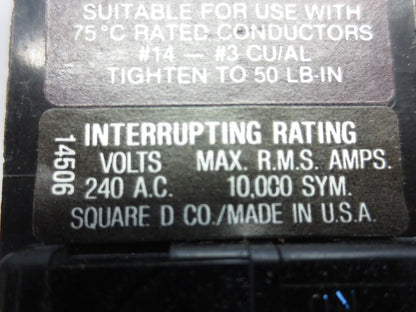 SUITABLE FOR USE WITH
75°C RATED CONDUCTORS
#14 — #3 CU/AL
TIGHTEN TO 50 LB-IN
14506
INTERRUPTING RATING
VOLTS MAX. R.M.S. AMPS.
240 A.C. 10,000 SYM.
SQUARE D CO./MADE IN U.S.A.